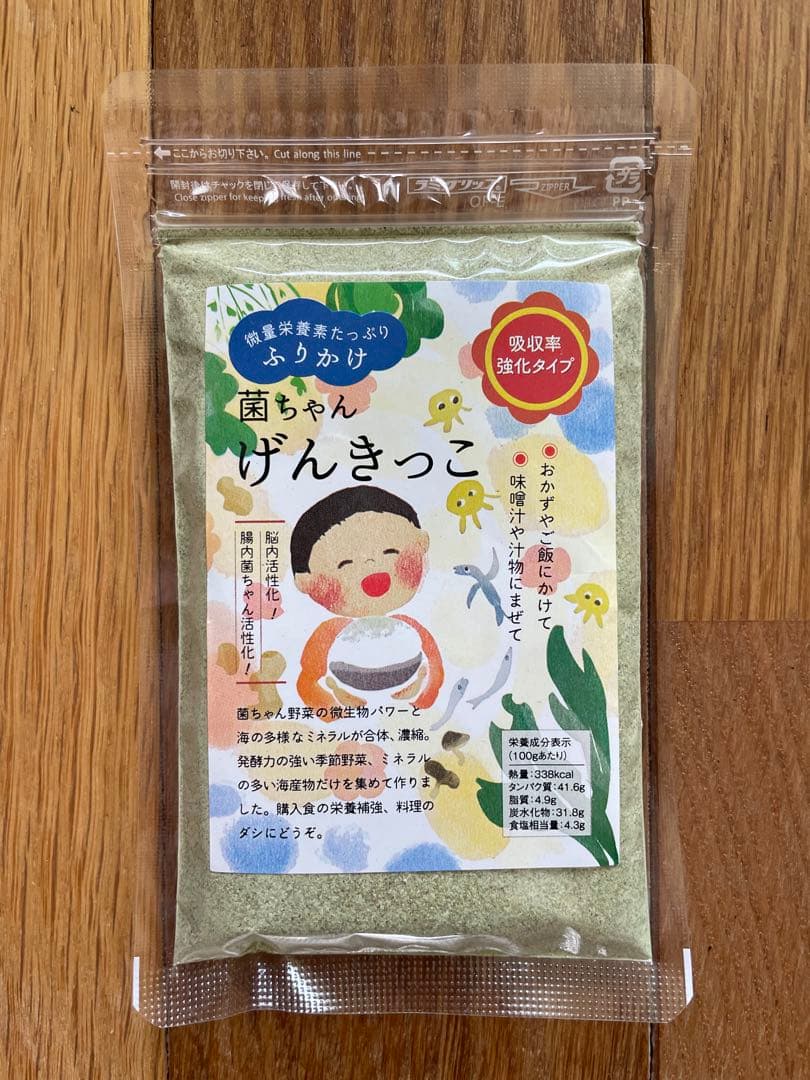 ここからお切り下さい。Cut along this line
開封後はチャックを閉じて保存して下さい
Close zipper for keeping fresh after opening
ラミジップ
ZIPPER
プラ
PP
微量栄養素たっぷり
ふりかけ
吸収率
強化タイプ
菌ちゃん
げんきっこ
おかずやご飯にかけて
味噌汁や汁物にまぜて
脳内活性化！
腸内菌ちゃん活性化！
菌ちゃん野菜の微生物パワーと
海の多様なミネラルが合体、濃縮。
発酵力の強い季節野菜、ミネラル
の多い海産物だけを集めて作りま
した。購入食の栄養補強、料理の
ダシにどうぞ。
栄養成分表示
(100gあたり)
熱量:338kcal
タンパク質:41.6g
脂質:4.9g
炭水化物:31.8g
食塩相当量:4.3g